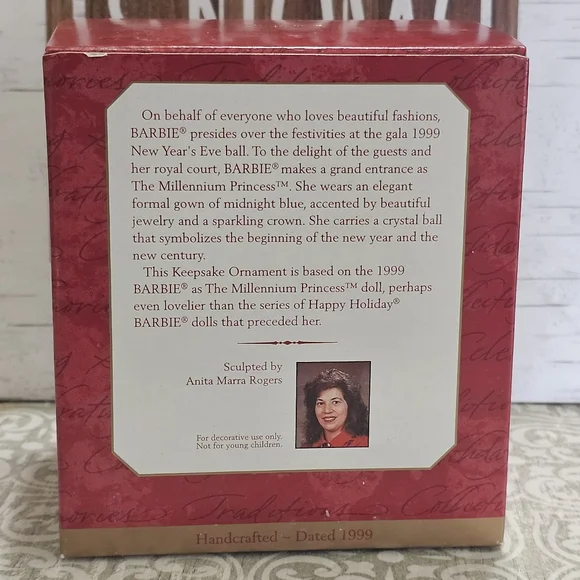 On behalf of everyone who loves beautiful fashions,
BARBIE® presides over the festivities at the gala 1999
New Year's Eve ball. To the delight of the guests and
her royal court, BARBIE® makes a grand entrance as
The Millennium Princess™. She wears an elegant
formal gown of midnight blue, accented by beautiful
jewelry and a sparkling crown. She carries a crystal ball
that symbolizes the beginning of the new year and the
new century.
This Keepsake Ornament is based on the 1999
BARBIE® as The Millennium Princess™ doll, perhaps
even lovelier than the series of Happy Holiday®
BARBIE® dolls that preceded her.
Sculpted by
Anita Marra Rogers
For decorative use only.
Not for young children.
Traditions
Handcrafted ~ Dated 1999